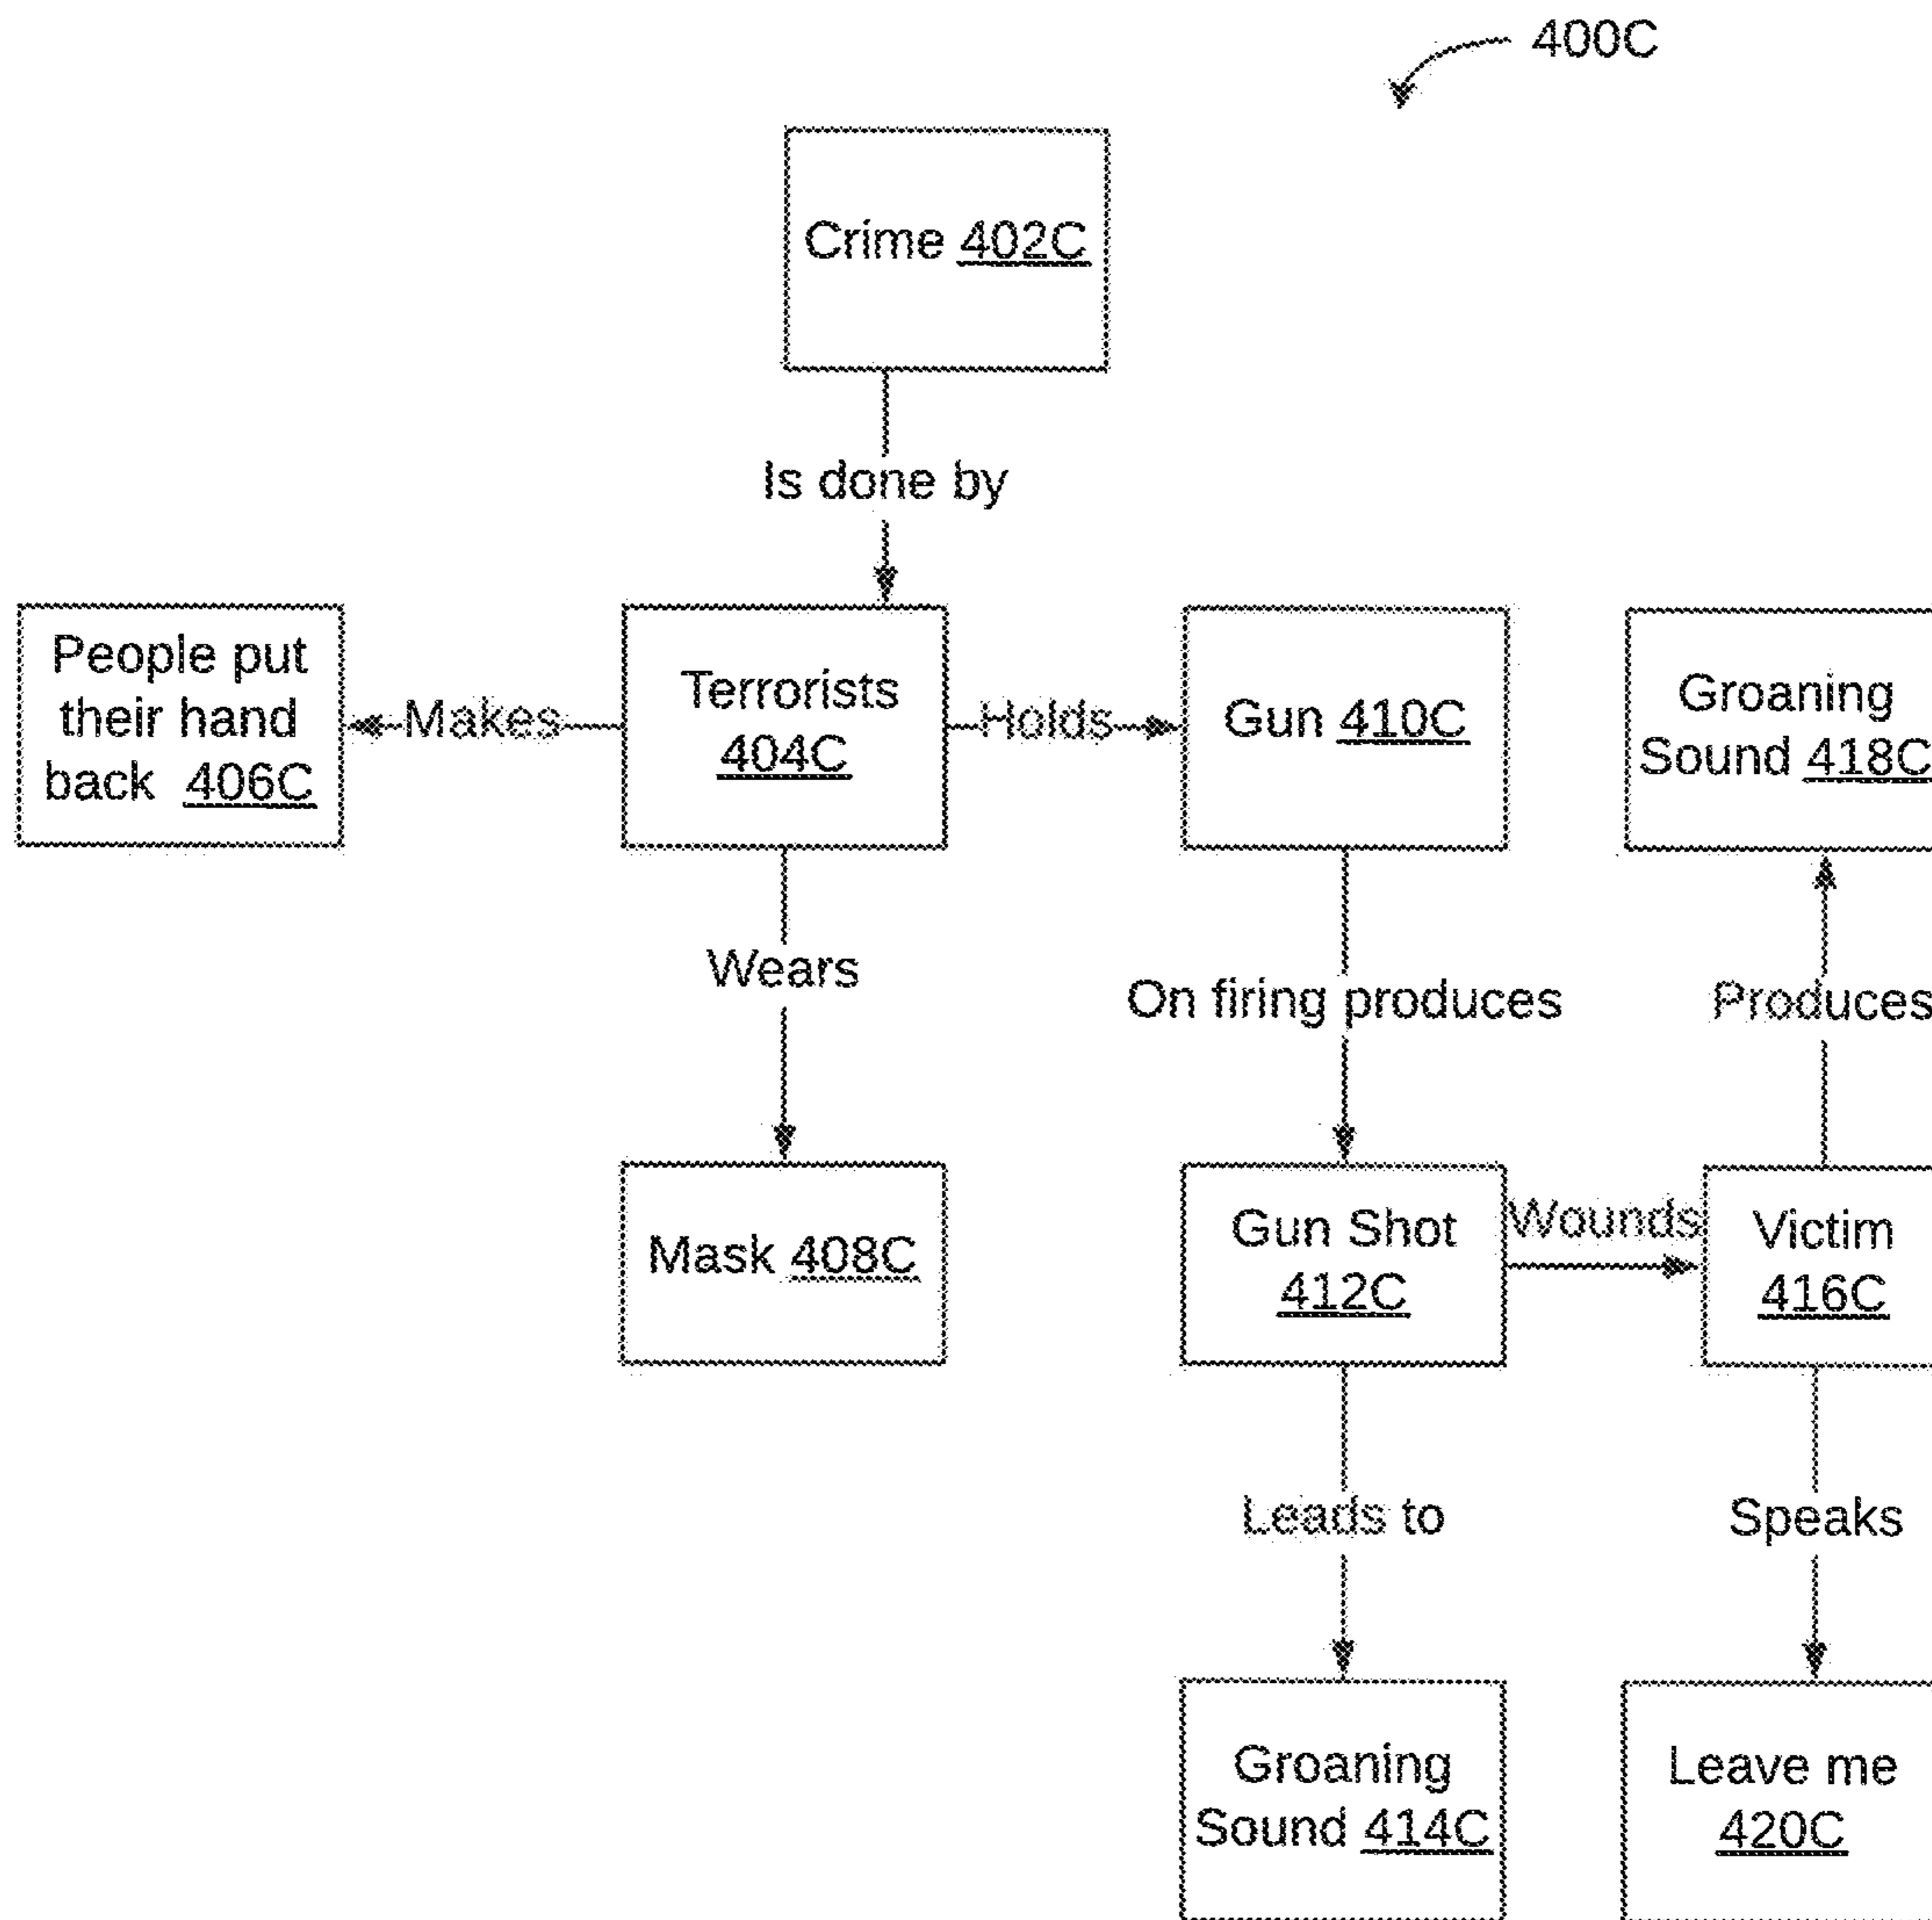 400C
Crime 402C
Is done by
People put
their hand
back 406C
Makes
Terrorists
404C
Holds
Gun 410C
Groaning
Sound 418C
Wears
On firing produces
Produces
Mask 408C
Gun Shot
412C
Wounds
Victim
416C
Leads to
Speaks
Groaning
Sound 414C
Leave me
420C